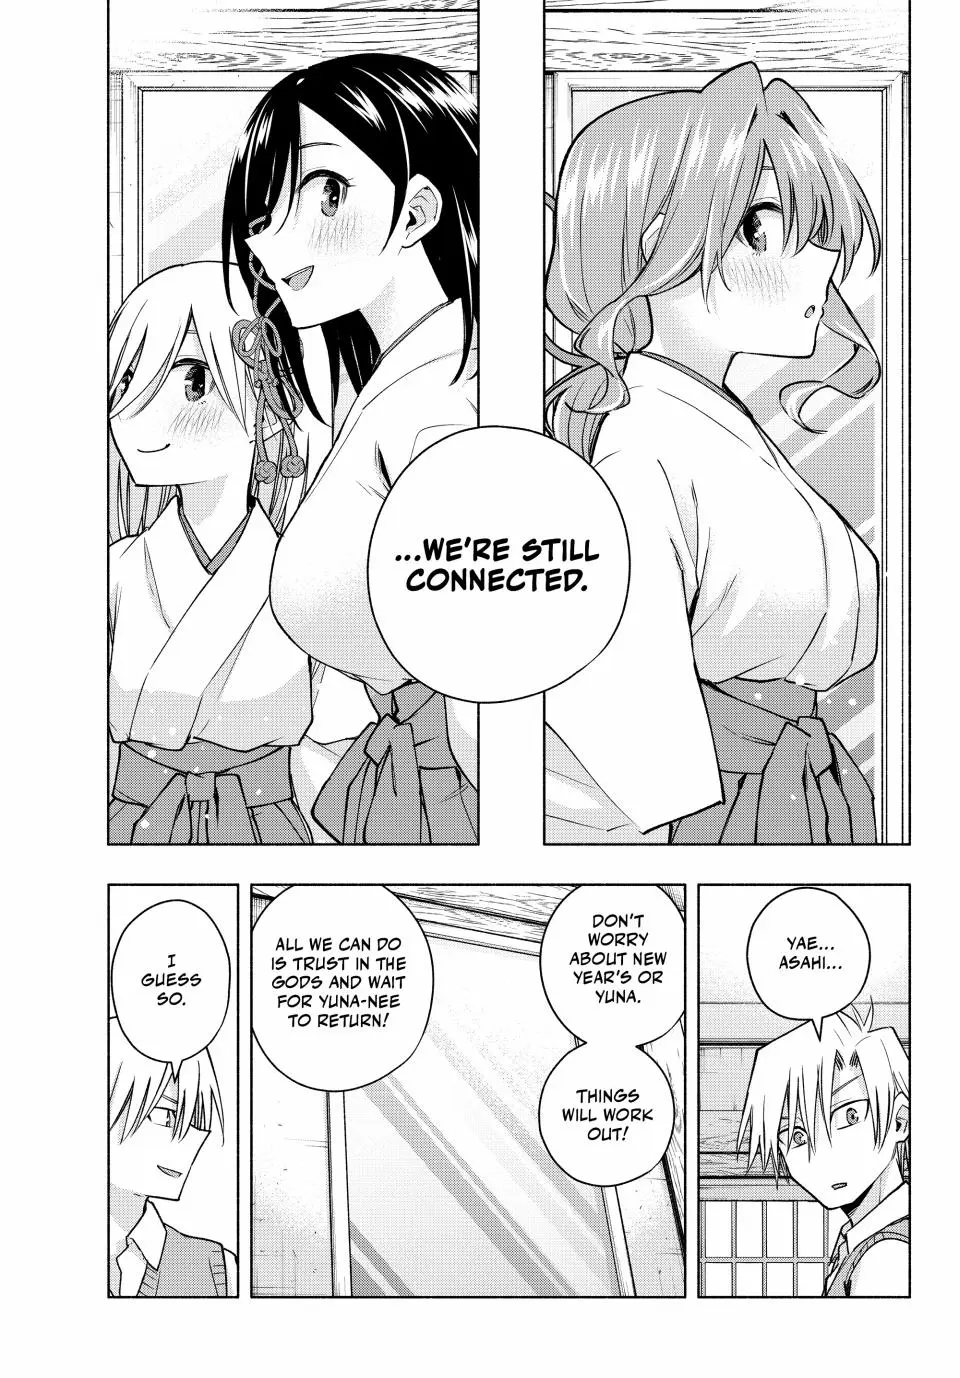 ...WE'RE STILL
CONNECTED.
YAE...
ASAHI...
DON'T
WORRY
ABOUT NEW
YEAR'S OR
YUNA.
THINGS
WILL WORK
OUT!
ALL WE CAN DO
IS TRUST IN THE
GODS AND WAIT
FOR YUNA-NEE
TO RETURN!
I
GUESS
SO.